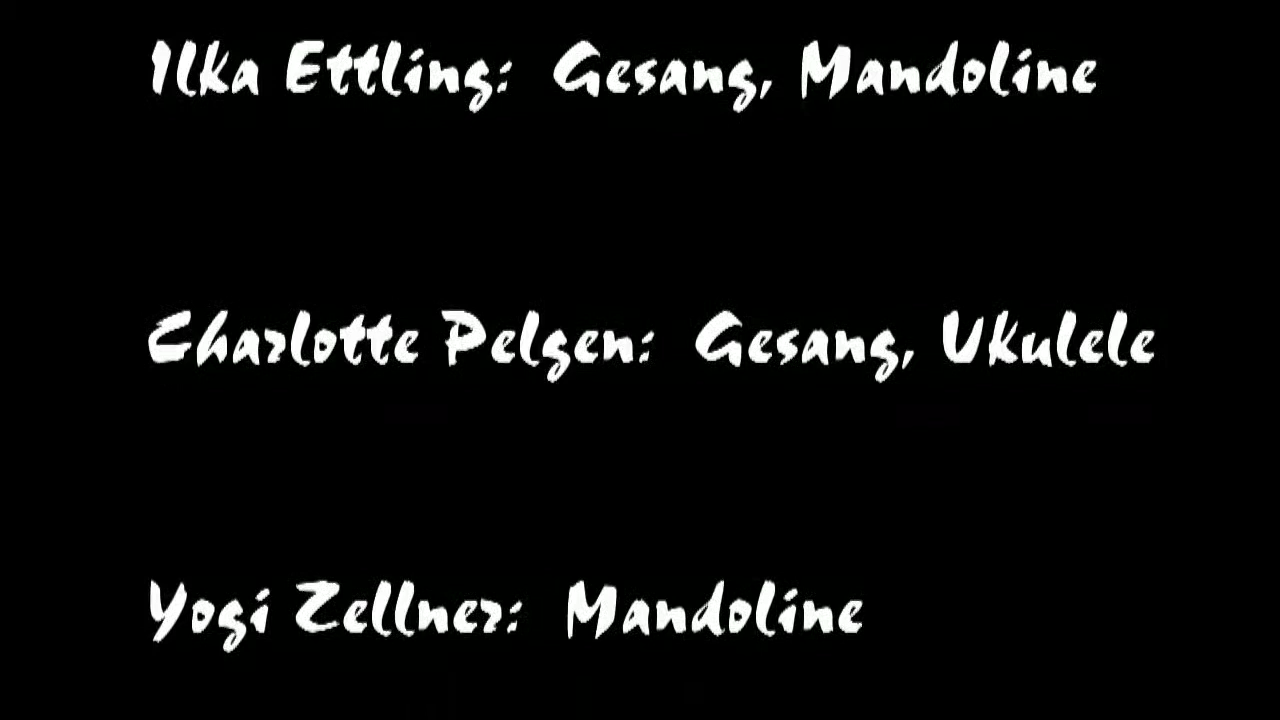 Ilka Ettling: Gesang, Mandoline
Charlotte Pelgen: Gesang, Ukulele
Yogi Zellner: Mandoline